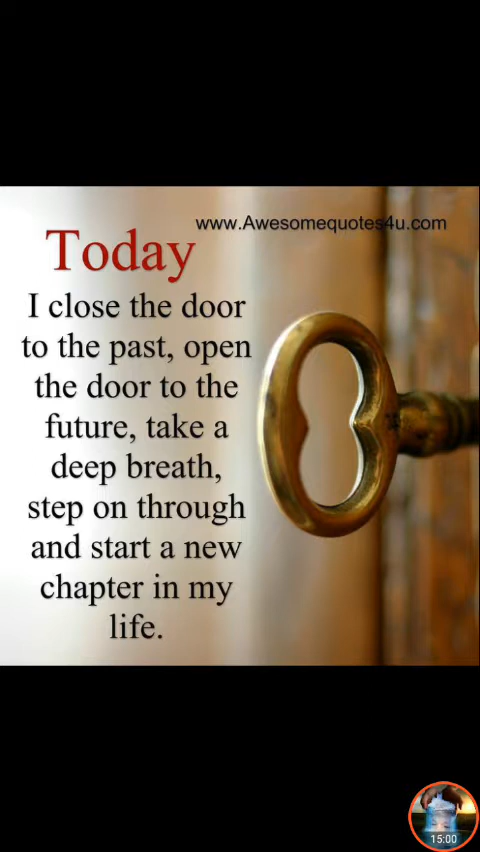 www.Awesomequotes4u.com
Today
I close the door
to the past, open
the door to the
future, take a
deep breath,
step on through
and start a new
chapter in my
life.
15:00